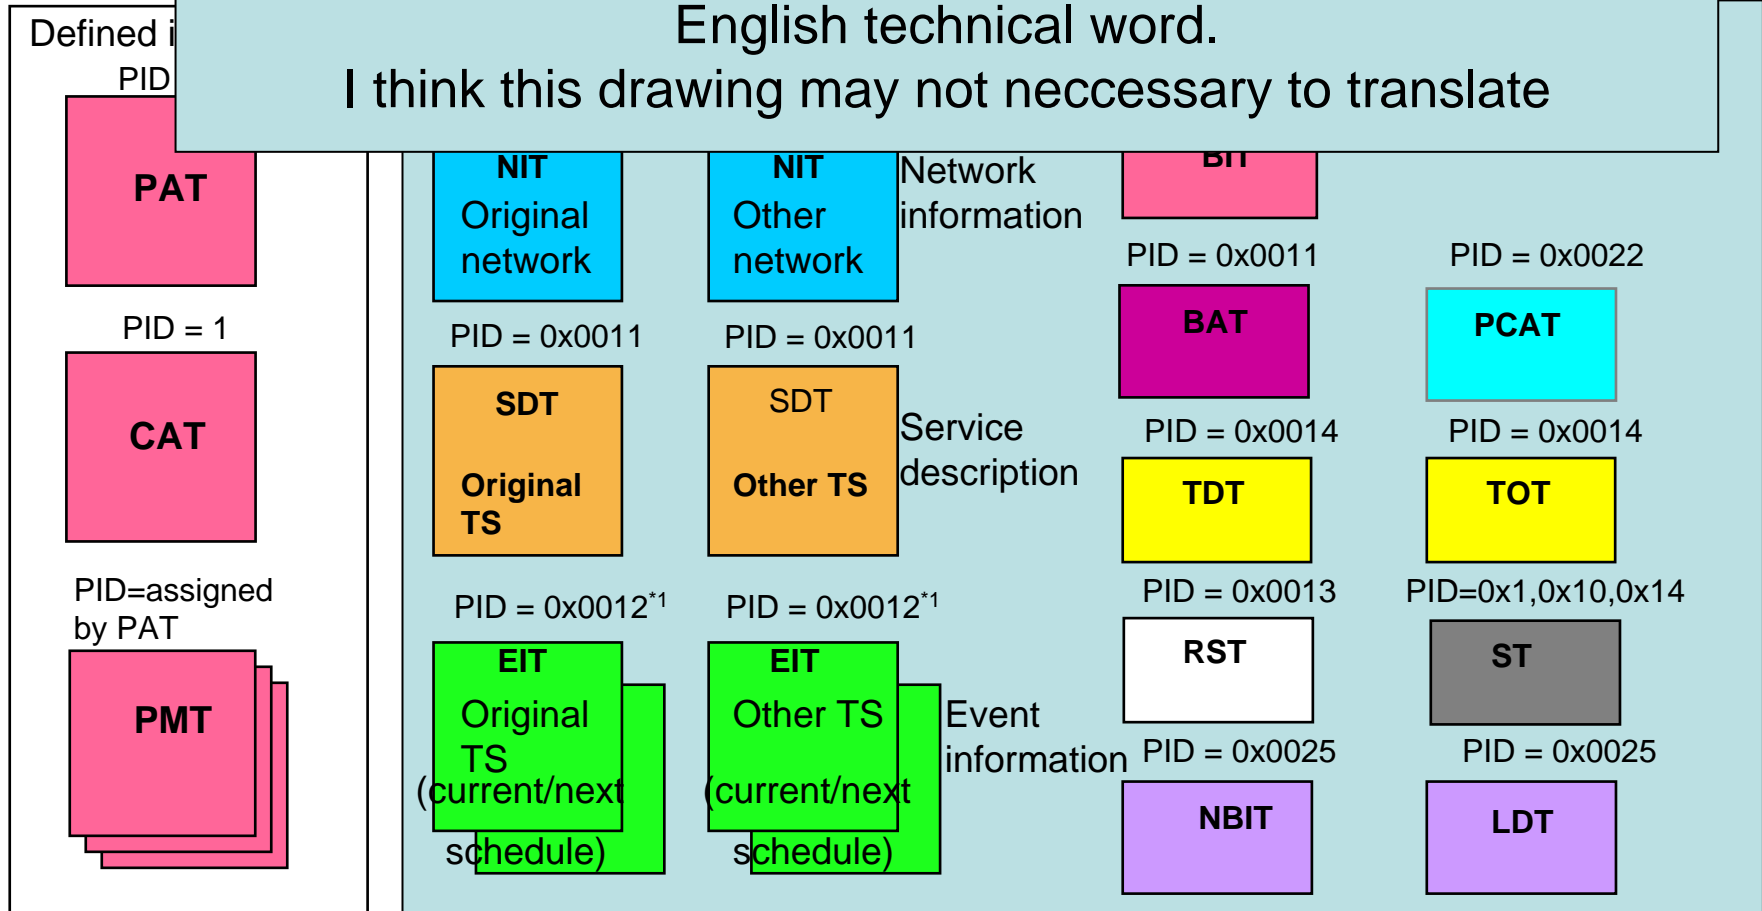 English technical word.
I think this drawing may not neccessary to translate
Defined i
PID
PAT
PID = 1
CAT
PID=assigned
by PAT
PMT
NIT
Original
network
NIT
Other
network
Network
information
PID = 0x0011
SDT
Original
TS
PID = 0x0011
SDT
Other TS
Service
description
PID = 0x0012*1
EIT
Original
TS
(current/next
schedule)
PID = 0x0012*1
EIT
Other TS
(current/next
schedule)
Event
information
BIT
PID = 0x0011
BAT
PID = 0x0022
PCAT
PID = 0x0014
TDT
PID = 0x0014
TOT
PID = 0x0013
RST
PID=0x1,0x10,0x14
ST
PID = 0x0025
NBIT
PID = 0x0025
LDT